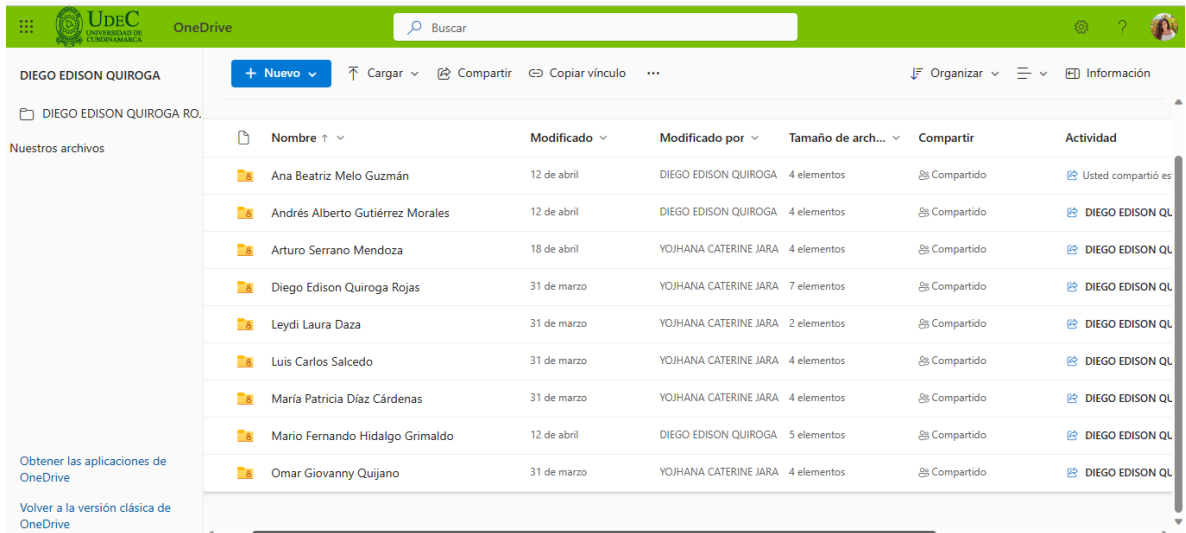 UDEC
UNIVERSIDAD DE
CUNDINAMARCA
OneDrive
Buscar
DIEGO EDISON QUIROGA
DIEGO EDISON QUIROGA RO.
Nuestros archivos
Obtener las aplicaciones de
OneDrive
Volver a la versión clásica de
OneDrive
+ Nuevo Cargar Compartir Copiar vínculo ... Organizar Información
Nombre ↑ Modificado Modificado por Tamaño de arch... Compartir Actividad
Ana Beatriz Melo Guzmán 12 de abril DIEGO EDISON QUIROGA 4 elementos Compartido Usted compartió es
Andrés Alberto Gutiérrez Morales 12 de abril DIEGO EDISON QUIROGA 4 elementos Compartido DIEGO EDISON QU
Arturo Serrano Mendoza 18 de abril YOJHANA CATERINE JARA 4 elementos Compartido DIEGO EDISON QU
Diego Edison Quiroga Rojas 31 de marzo YOJHANA CATERINE JARA 7 elementos Compartido DIEGO EDISON QU
Leydi Laura Daza 31 de marzo YOJHANA CATERINE JARA 2 elementos Compartido DIEGO EDISON QU
Luis Carlos Salcedo 31 de marzo YOJHANA CATERINE JARA 4 elementos Compartido DIEGO EDISON QU
María Patricia Díaz Cárdenas 31 de marzo YOJHANA CATERINE JARA 4 elementos Compartido DIEGO EDISON QU
Mario Fernando Hidalgo Grimaldo 12 de abril DIEGO EDISON QUIROGA 5 elementos Compartido DIEGO EDISON QU
Omar Giovanny Quijano 31 de marzo YOJHANA CATERINE JARA 4 elementos Compartido DIEGO EDISON QU